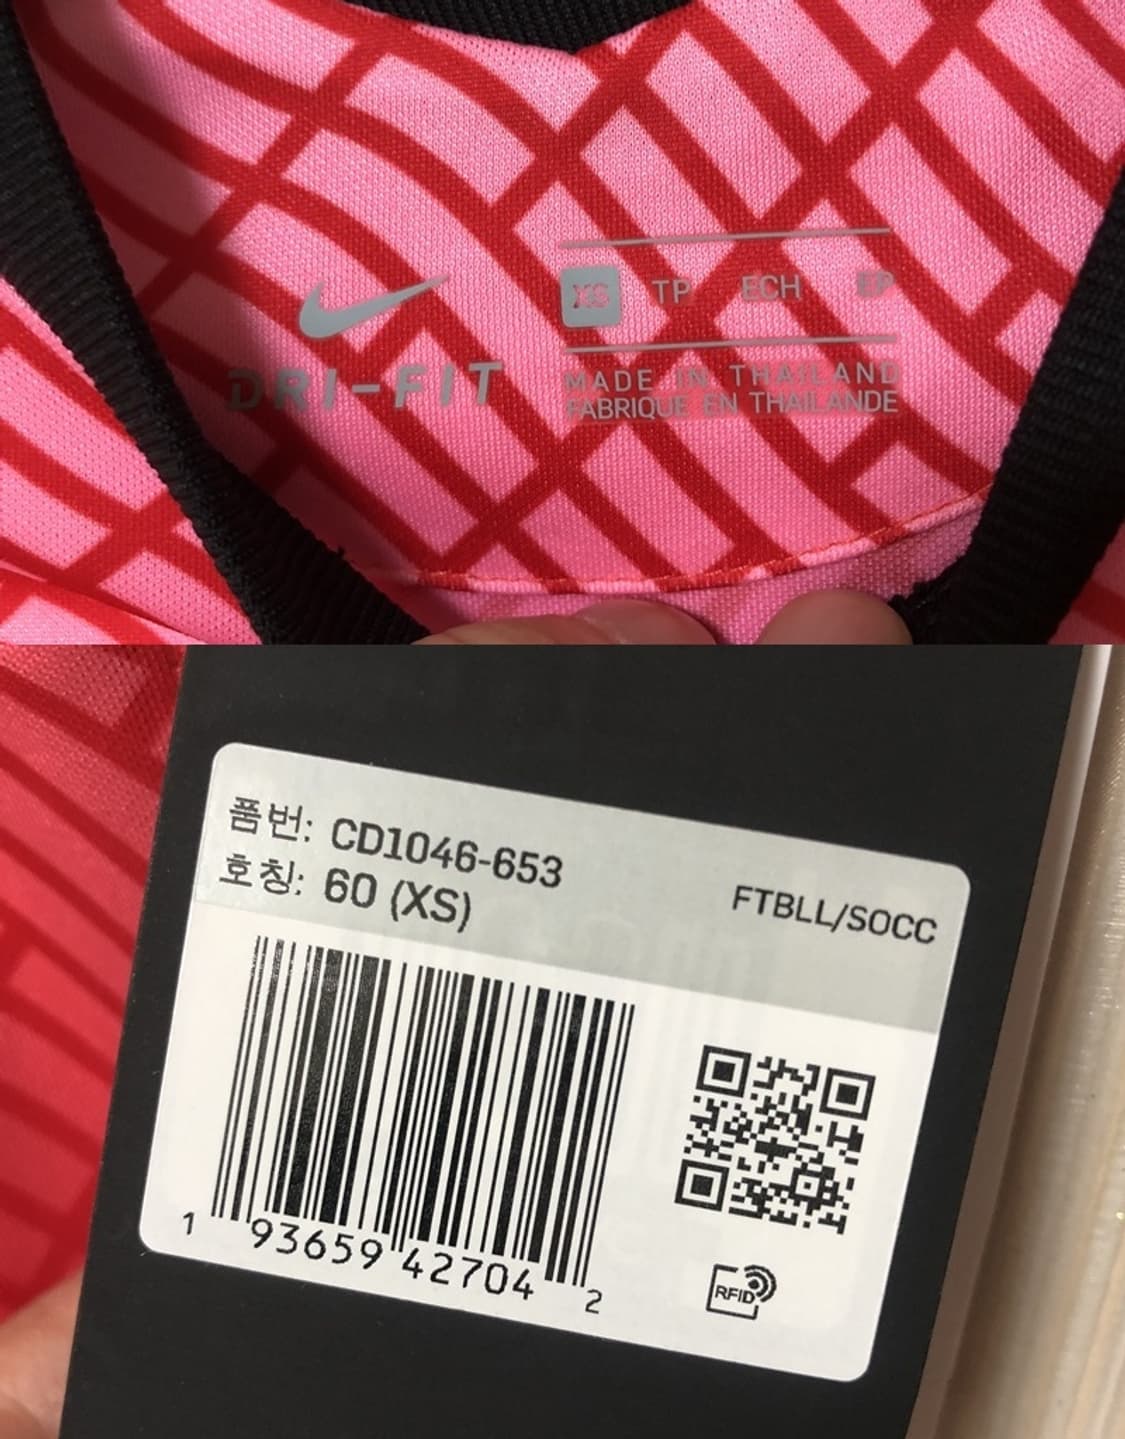 XS TP ECH EP
DRI-FIT
MADE IN THAILAND
FABRIQUE EN THAILANDE
품번: CD1046-653
호칭: 60 (XS)
FTBLL/SOCC
1 93659 42704 2
RFID